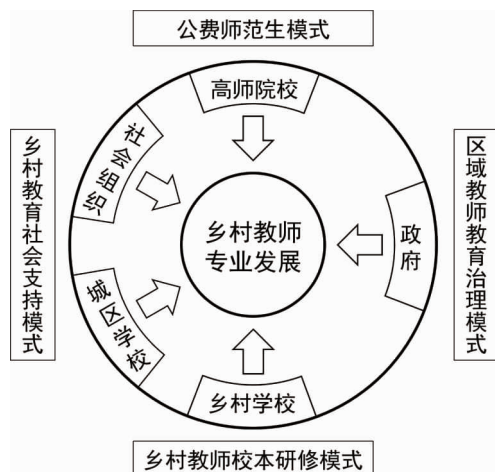 公费师范生模式
高师院校
社会组织
乡村教育社会支持模式
乡村教师
专业发展
政府
区域教师教育治理模式
城区学校
乡村学校
乡村教师校本研修模式